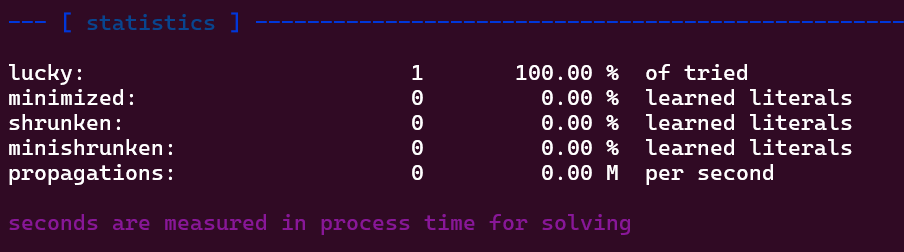 --- [ statistics ] --------------------------------------------------
lucky: 1 100.00 % of tried
minimized: 0 0.00 % learned literals
shrunken: 0 0.00 % learned literals
minishrunken: 0 0.00 % learned literals
propagations: 0 0.00 M per second
seconds are measured in process time for solving